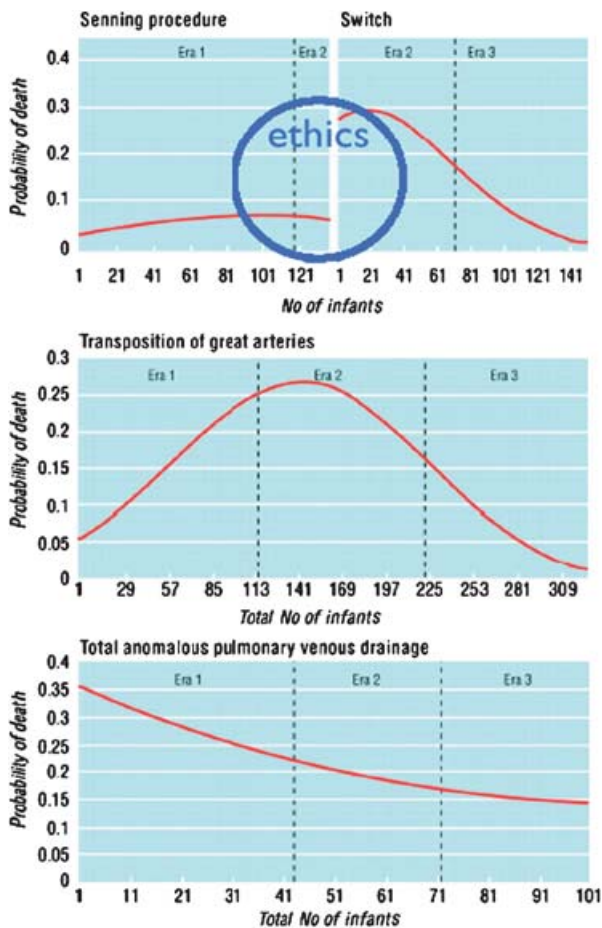 Senning procedure
Switch
Probability of death
0.4
0.3
0.2
0.1
0
Era 1
Era 2
Era 2
Era 3
ethics
1 21 41 61 81 101 121 1 21 41 61 81 101 121 141
No of infants
Transposition of great arteries
Probability of death
0.3
0.25
0.2
0.15
0.1
0.05
0
Era 1
Era 2
Era 3
1 29 57 85 113 141 169 197 225 253 281 309
Total No of infants
Total anomalous pulmonary venous drainage
Probability of death
0.4
0.35
0.3
0.25
0.2
0.15
0.1
0.05
0
Era 1
Era 2
Era 3
1 11 21 31 41 51 61 71 81 91 101
Total No of infants